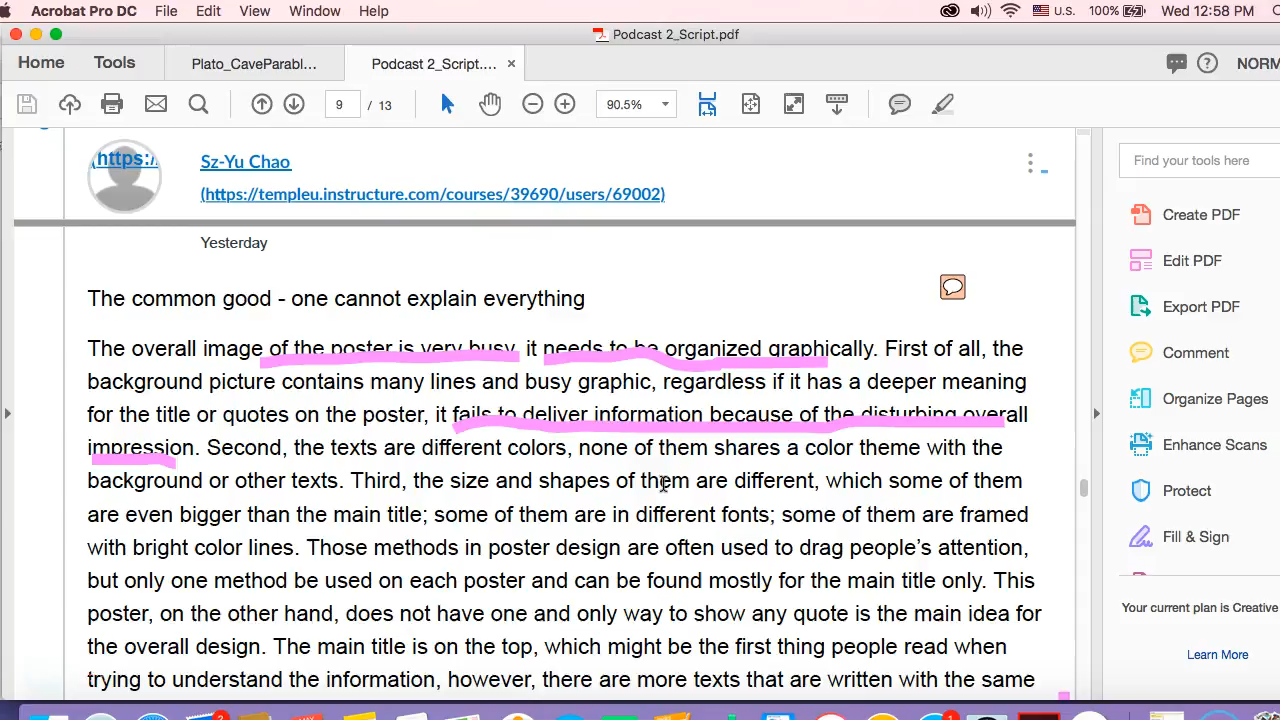 Acrobat Pro DC File Edit View Window Help U.S. 100% Wed 12:58 PM
Podcast 2_Script.pdf
Home Tools Plato_CaveParabl... Podcast 2_Script.... × ? NORM
9 / 13 90.5%
(https:/
Sz-Yu Chao
(https://templeu.instructure.com/courses/39690/users/69002)
Yesterday
The common good - one cannot explain everything
The overall image of the poster is very busy, it needs to be organized graphically. First of all, the
background picture contains many lines and busy graphic, regardless if it has a deeper meaning
for the title or quotes on the poster, it fails to deliver information because of the disturbing overall
impression. Second, the texts are different colors, none of them shares a color theme with the
background or other texts. Third, the size and shapes of them are different, which some of them
are even bigger than the main title; some of them are in different fonts; some of them are framed
with bright color lines. Those methods in poster design are often used to drag people’s attention,
but only one method be used on each poster and can be found mostly for the main title only. This
poster, on the other hand, does not have one and only way to show any quote is the main idea for
the overall design. The main title is on the top, which might be the first thing people read when
trying to understand the information, however, there are more texts that are written with the same
Find your tools here
Create PDF
Edit PDF
Export PDF
Comment
Organize Pages
Enhance Scans
Protect
Fill & Sign
Your current plan is Creative
Learn More
2
1